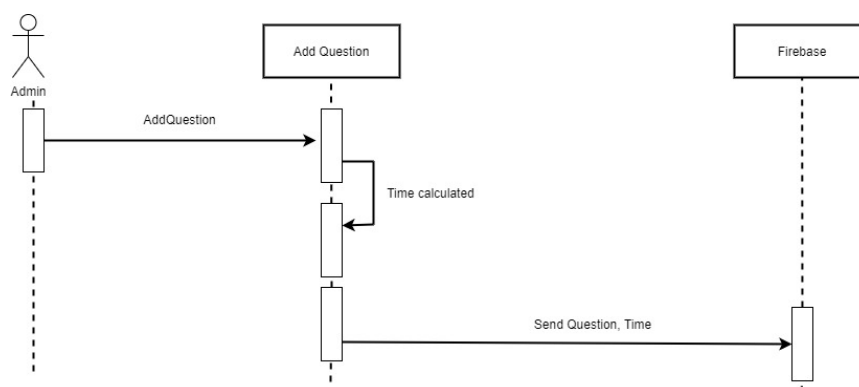 Add Question
Firebase
Admin
AddQuestion
Time calculated
Send Question, Time